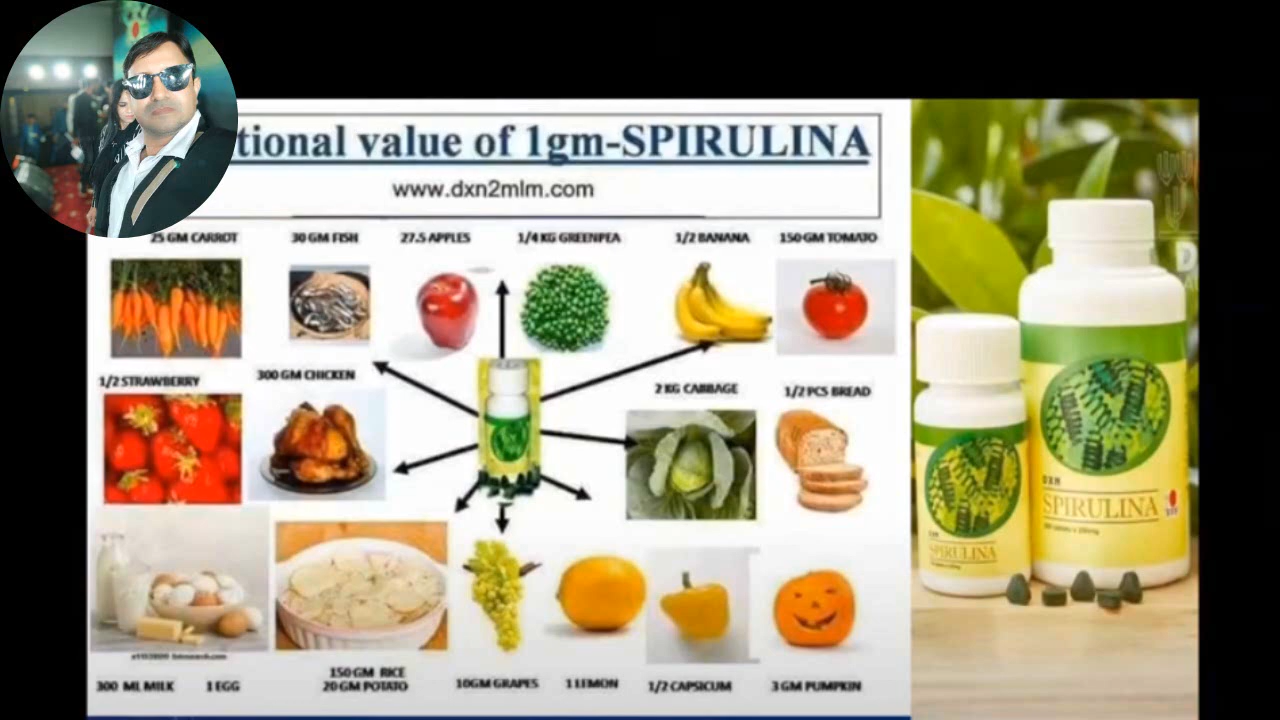 tional value of 1gm-SPIRULINA
www.dxn2mlm.com
25 GM CARROT
30 GM FISH
27.5 APPLES
1/4 KG GREENPEA
1/2 BANANA
150 GM TOMATO
1/2 STRAWBERRY
300 GM CHICKEN
2 KG CABBAGE
1/2 PCS BREAD
300 ML MILK
1 EGG
150 GM RICE
20 GM POTATO
10GM GRAPES
1 LEMON
1/2 CAPSICUM
3 GM PUMPKIN
DXN
SPIRULINA
SPIRULINA